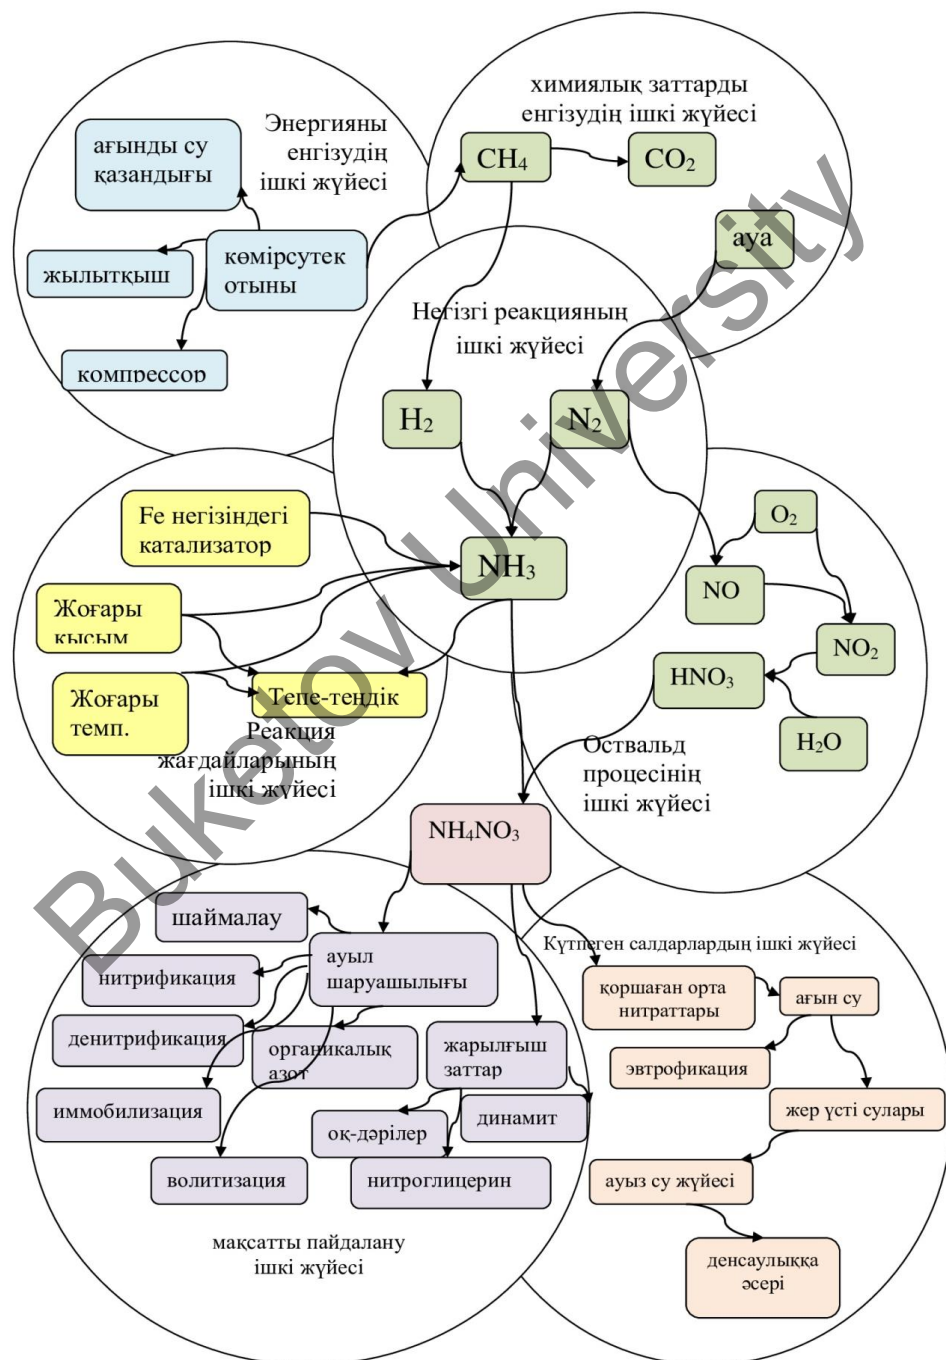 химиялық заттарды
енгізудің ішкі жүйесі
Энергияны
енгізудің
ішкі жүйесі
ағынды су
қазандығы
CH₄
CO₂
ауа
көмірсутек
отыны
жылытқыш
компрессор
Негізгі реакцияның
ішкі жүйесі
H₂
N₂
Fe негізіндегі
катализатор
NH₃
O₂
NO
NO₂
HNO₃
H₂O
Жоғары
қысым
Жоғары
темп.
Тепе-теңдік
Реакция
жағдайларының
ішкі жүйесі
Оствальд
процесінің
ішкі жүйесі
NH₄NO₃
шаймалау
ауыл
шаруашылығы
нитрификация
денитрификация
органикалық
азот
иммобилизация
волитизация
жарылғыш
заттар
динамит
оқ-дәрілер
нитроглицерин
мақсатты пайдалану
ішкі жүйесі
Күтпеген салдарлардың ішкі жүйесі
қоршаған орта
нитраттары
ағын су
эвтрофикация
жер үсті сулары
ауыз су жүйесі
денсаулыққа
әсері
Buketov University